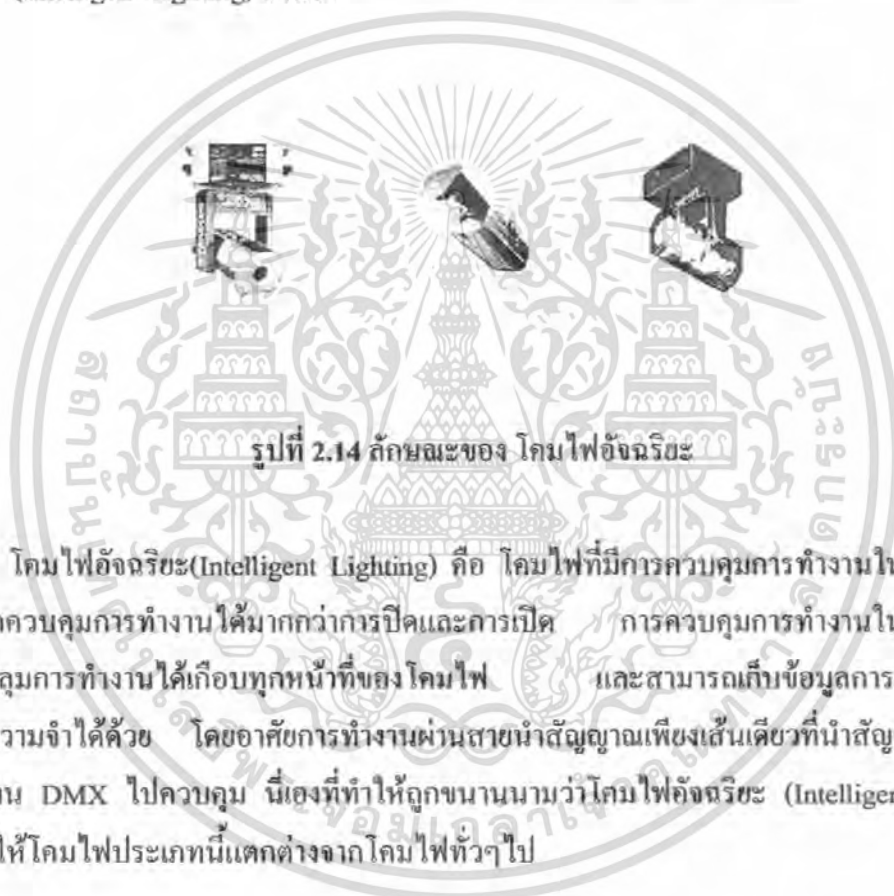 รูปที่ 2.14 ลักษณะของ โคมไฟอัจฉริยะ
โคมไฟอัจฉริยะ(Intelligent Lighting) คือ โคมไฟที่มีการควบคุมการทำงานใน
ควบคุมการทำงานได้มากกว่าการปิดและการเปิด การควบคุมการทำงานใน
ลุมการทำงานได้เกือบทุกหน้าที่ของโคมไฟ และสามารถเก็บข้อมูลการ
วามจำได้ด้วย โดยอาศัยการทำงานผ่านสายนำสัญญาณเพียงเส้นเดียวที่นำสัญ
าน DMX ไปควบคุม นี่เองที่ทำให้ถูกขนานนามว่าโคมไฟอัจฉริยะ (Intelligen
ให้โคมไฟประเภทนี้แตกต่างจากโคมไฟทั่วๆไป